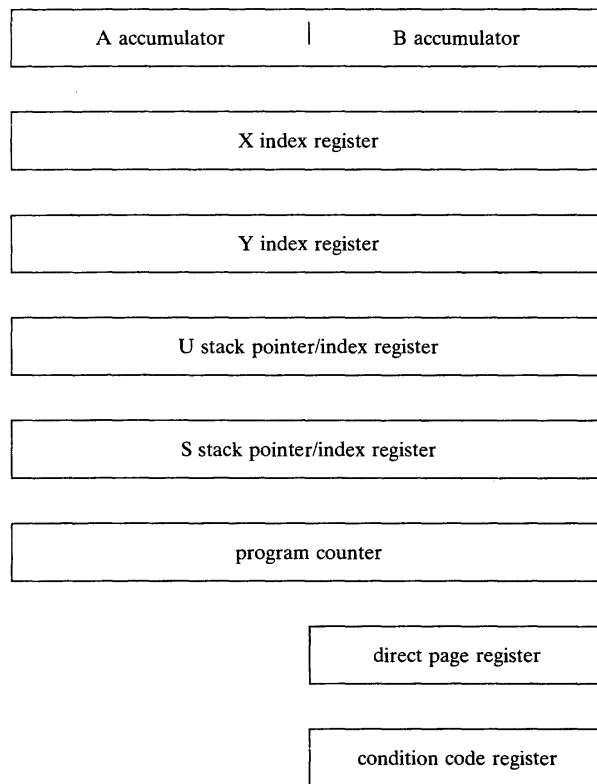 A accumulator B accumulator
X index register
Y index register
U stack pointer/index register
S stack pointer/index register
program counter
direct page register
condition code register